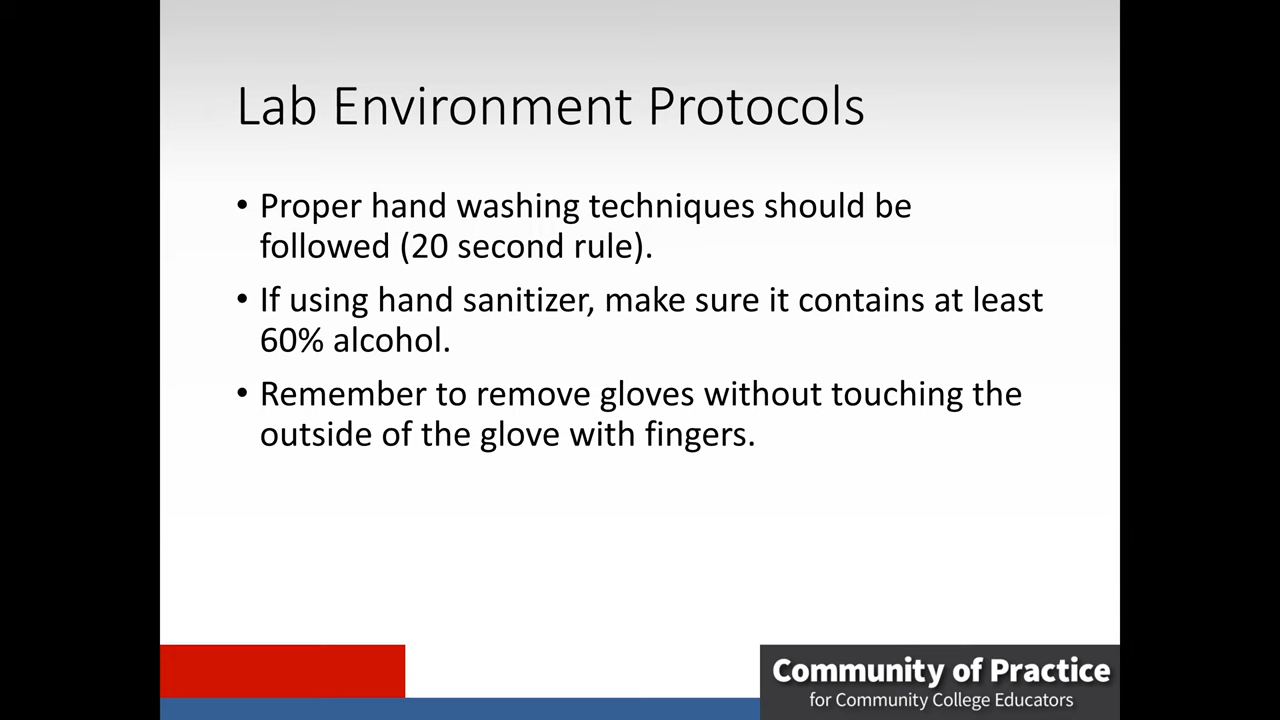 Lab Environment Protocols
• Proper hand washing techniques should be
followed (20 second rule).
• If using hand sanitizer, make sure it contains at least
60% alcohol.
• Remember to remove gloves without touching the
outside of the glove with fingers.
Community of Practice
for Community College Educators